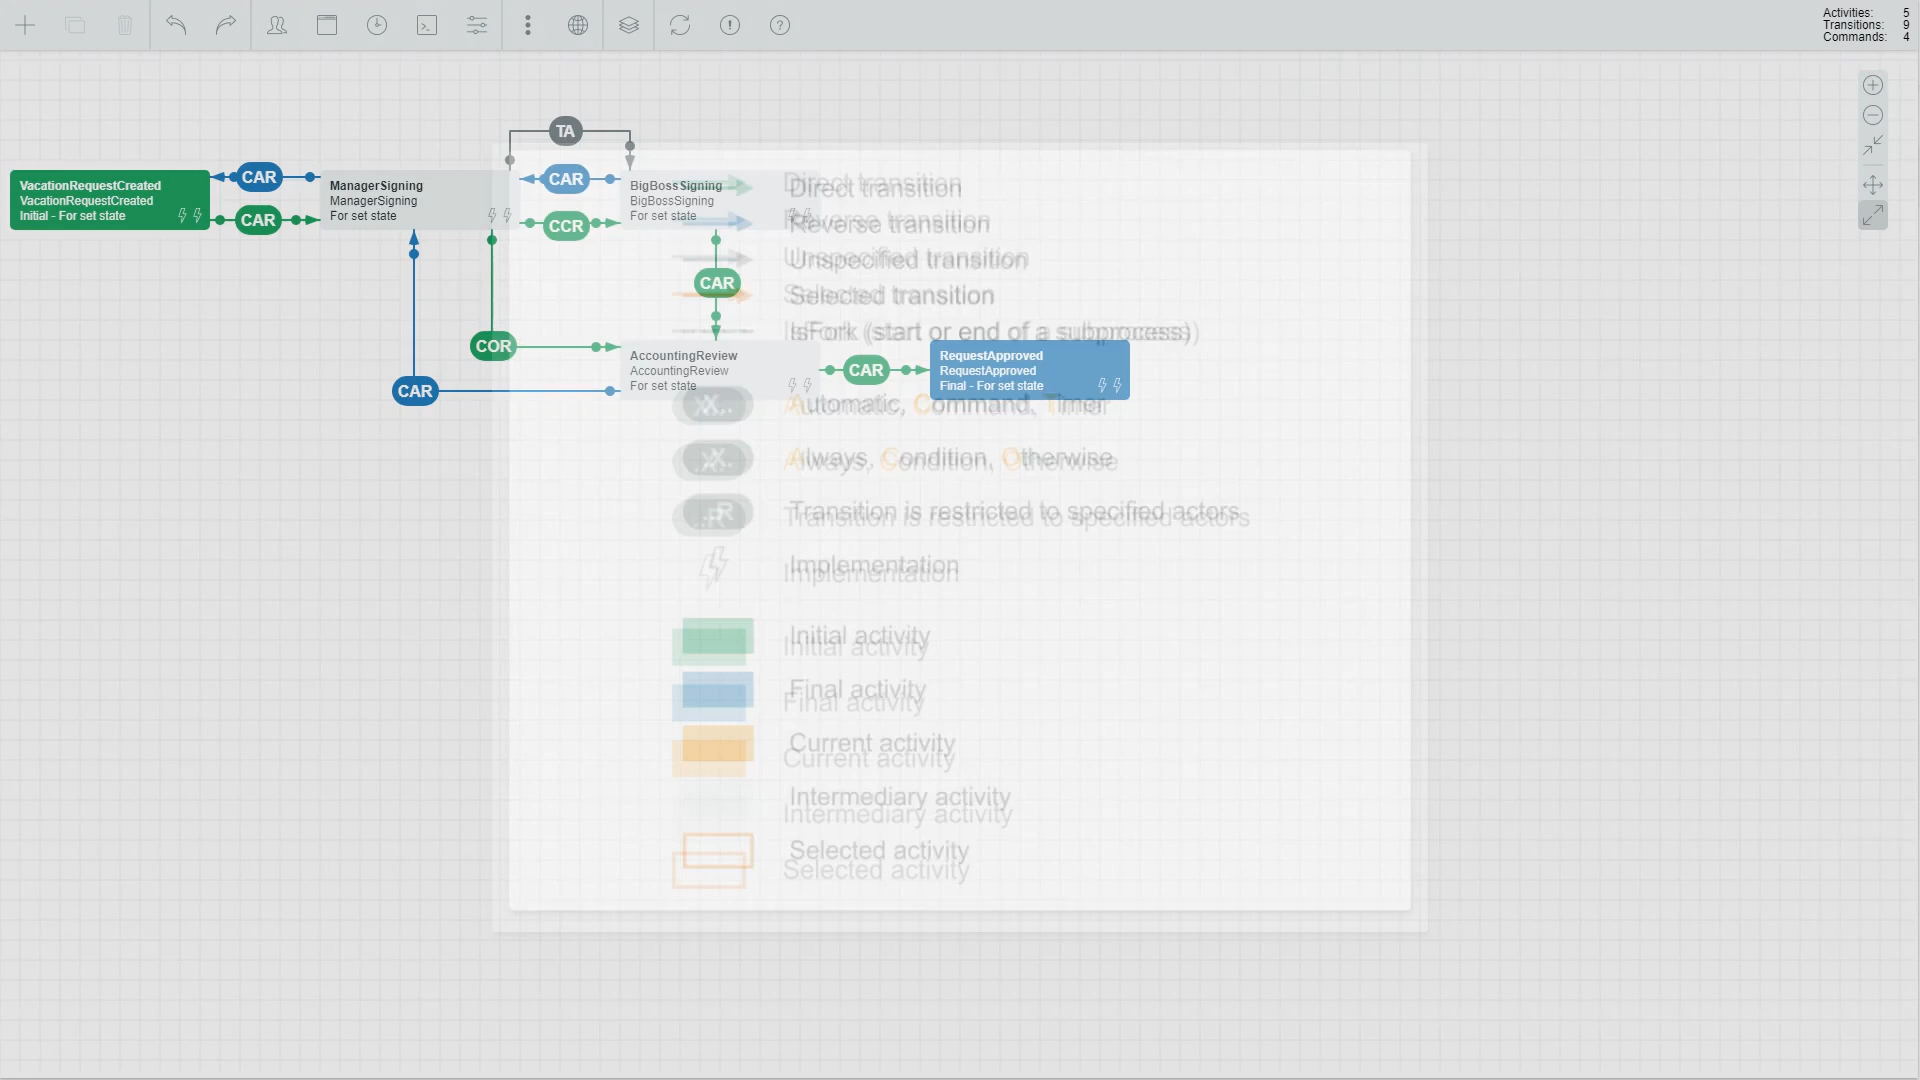 Activities: 5
Transitions: 9
Commands: 4
TA
VacationRequestCreated
VacationRequestCreated
Initial - For set state
CAR
CAR
ManagerSigning
ManagerSigning
For set state
CAR
CCR
BigBossSigning
BigBossSigning
For set state
CAR
COR
CAR
AccountingReview
AccountingReview
For set state
CAR
RequestApproved
RequestApproved
Final - For set state
Direct transition
Reverse transition
Unspecified transition
Selected transition
IsFork (start or end of a subprocess)
X.. Automatic, Command, Timer
.X. Always, Condition, Otherwise
..R Transition is restricted to specified actors
Implementation
Initial activity
Final activity
Current activity
Intermediary activity
Selected activity